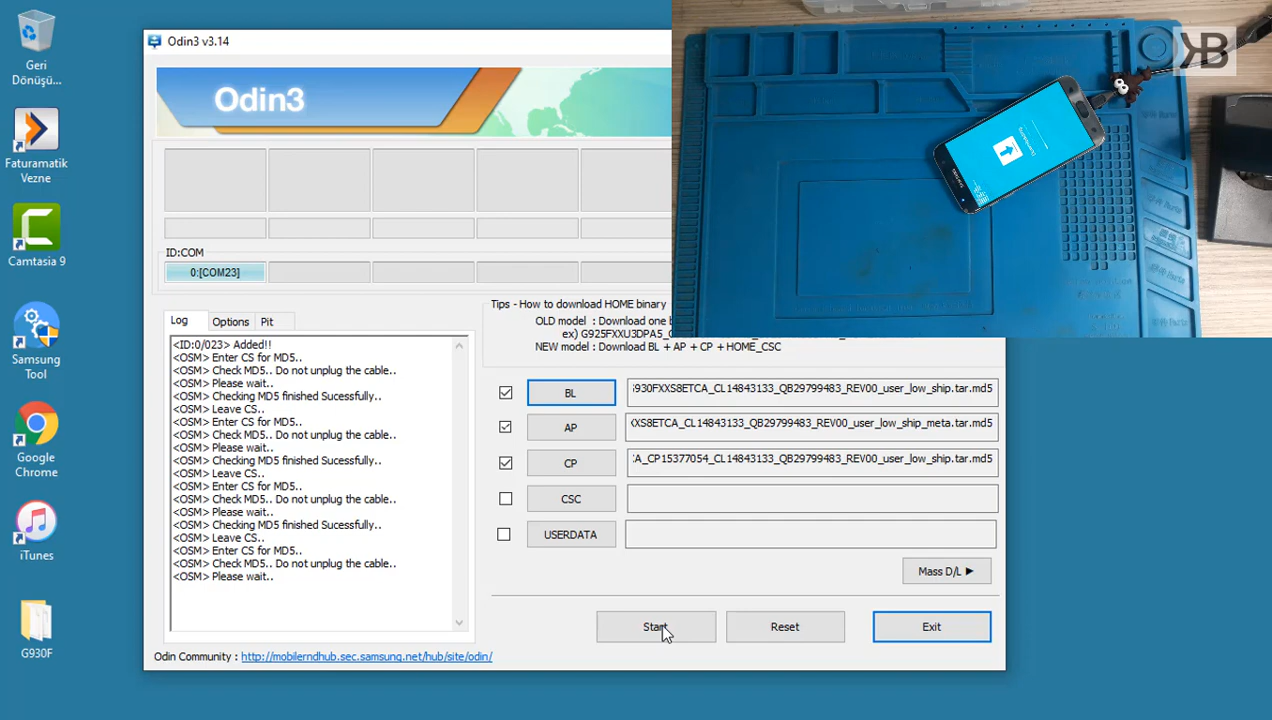 Geri
Dönüşü...
Faturamatik
Vezne
Camtasia 9
Samsung
Tool
Google
Chrome
iTunes
G930F
Odin3 v3.14
Odin3
ID:COM
0:[COM23]
Log
Options
Pit
<ID:0/023> Added!!
<OSM> Enter CS for MD5..
<OSM> Check MD5.. Do not unplug the cable..
<OSM> Please wait..
<OSM> Checking MD5 finished Sucessfully..
<OSM> Leave CS..
<OSM> Enter CS for MD5..
<OSM> Check MD5.. Do not unplug the cable..
<OSM> Please wait..
<OSM> Checking MD5 finished Sucessfully..
<OSM> Leave CS..
<OSM> Enter CS for MD5..
<OSM> Check MD5.. Do not unplug the cable..
<OSM> Please wait..
<OSM> Checking MD5 finished Sucessfully..
<OSM> Leave CS..
<OSM> Enter CS for MD5..
<OSM> Check MD5.. Do not unplug the cable..
<OSM> Please wait..
Tips - How to download HOME binary
OLD model : Download one
ex) G925FXXU3DPA5_
NEW model : Download BL + AP + CP + HOME_CSC
BL
930FXXS8ETCA_CL14843133_QB29799483_REV00_user_low_ship.tar.md5
AP
XS8ETCA_CL14843133_QB29799483_REV00_user_low_ship_meta.tar.md5
CP
A_CP15377054_CL14843133_QB29799483_REV00_user_low_ship.tar.md5
CSC
USERDATA
Mass D/L
Start
Reset
Exit
Odin Community : http://mobilerndhub.sec.samsung.net/hub/site/odin/
KB
Downloading
SAMSUNG